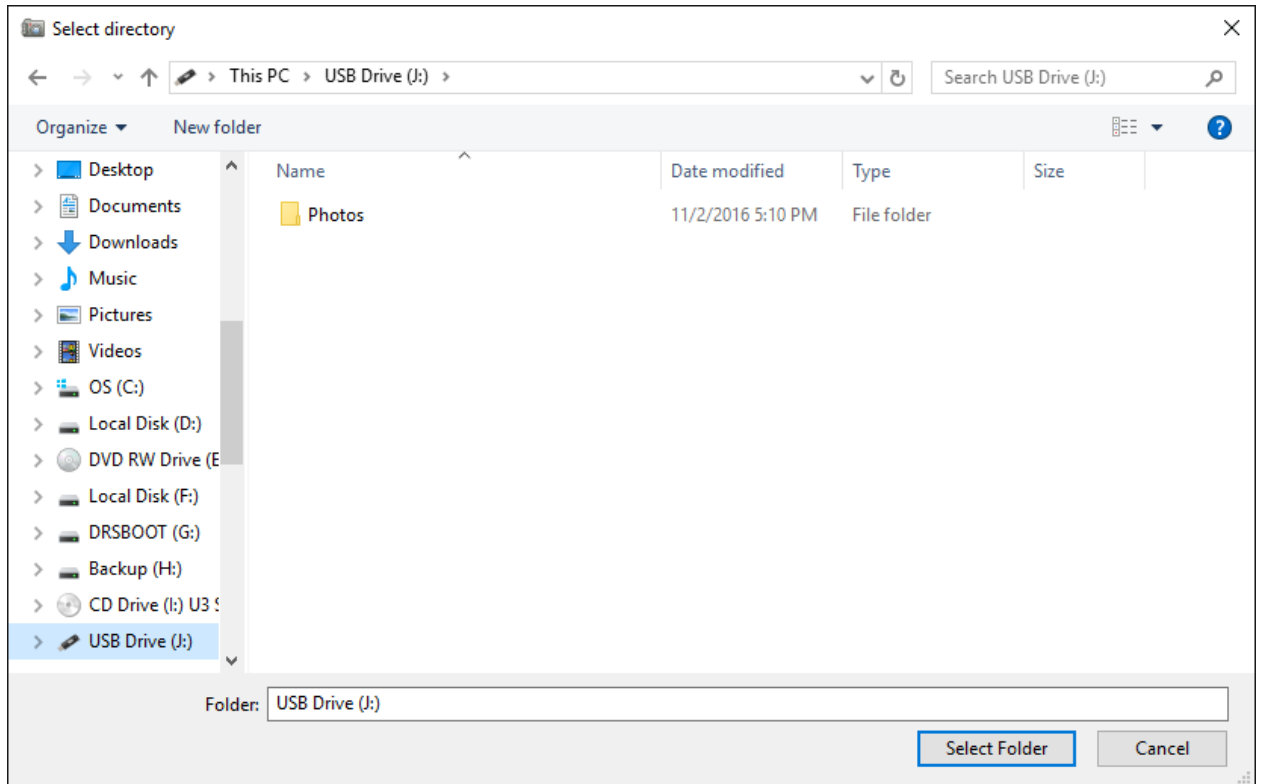 Select directory
This PC > USB Drive (J:) >
Search USB Drive (J:)
Organize
New folder
?
Name
Date modified
Type
Size
Photos
11/2/2016 5:10 PM
File folder
Desktop
Documents
Downloads
Music
Pictures
Videos
OS (C:)
Local Disk (D:)
DVD RW Drive (E
Local Disk (F:)
DRSBOOT (G:)
Backup (H:)
CD Drive (I:) U3 S
USB Drive (J:)
Folder: USB Drive (J:)
Select Folder
Cancel